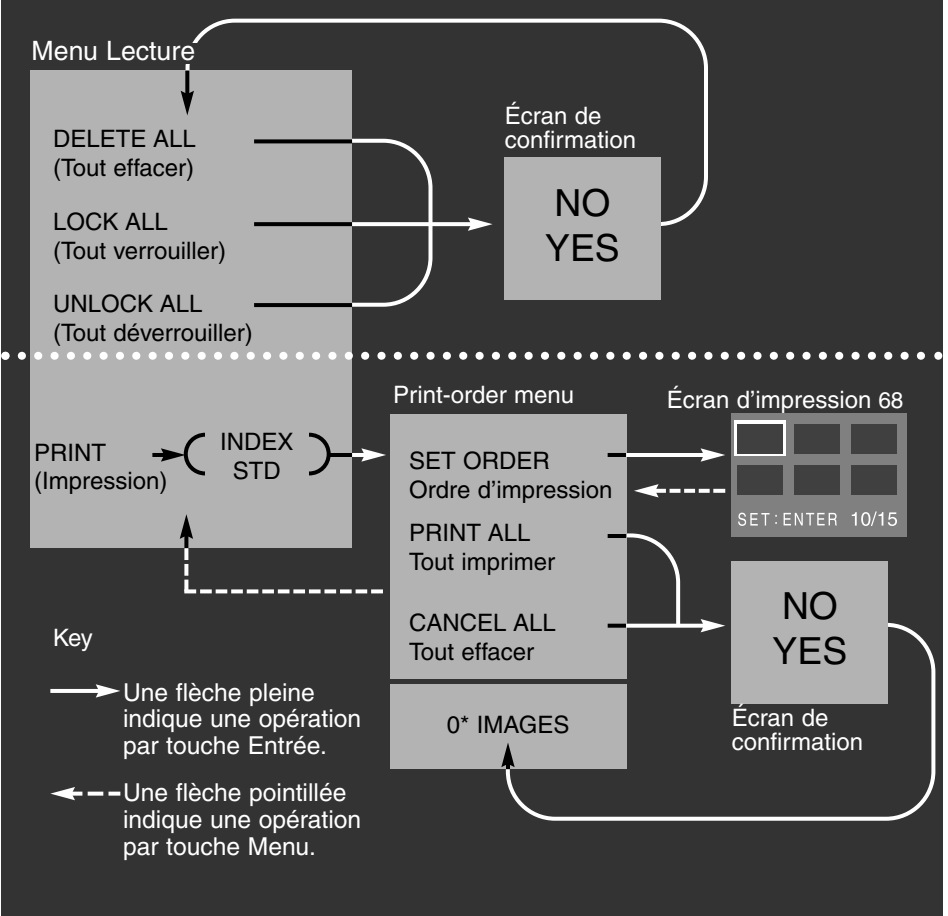 Menu Lecture
DELETE ALL
(Tout effacer)
LOCK ALL
(Tout verrouiller)
UNLOCK ALL
(Tout déverrouiller)
Écran de
confirmation
NO
YES
PRINT
(Impression)
INDEX
STD
Print-order menu
SET ORDER
Ordre d’impression
PRINT ALL
Tout imprimer
CANCEL ALL
Tout effacer
0* IMAGES
Écran d’impression 68
SET:ENTER 10/15
NO
YES
Écran de
confirmation
Key
Une flèche pleine
indique une opération
par touche Entrée.
Une flèche pointillée
indique une opération
par touche Menu.